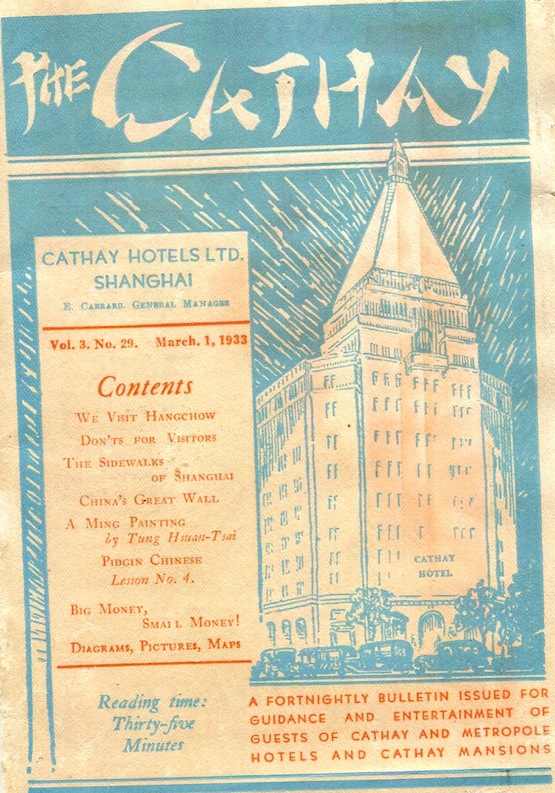 THE CATHAY
CATHAY HOTELS LTD.
SHANGHAI
E. CARRARD. GENERAL MANAGER
Vol. 3. No. 29. March, 1, 1933
Contents
WE VISIT HANGCHOW
DON'TS FOR VISITORS
THE SIDEWALKS
OF SHANGHAI
CHINA'S GREAT WALL
A MING PAINTING
by Tung Hsuan-Tsai
PIDGIN CHINESE
Lesson No. 4.
BIG MONEY,
SMALL MONEY!
DIAGRAMS, PICTURES, MAPS
Reading time:
Thirty-five
Minutes
CATHAY
HOTEL
A FORTNIGHTLY BULLETIN ISSUED FOR
GUIDANCE AND ENTERTAINMENT OF
GUESTS OF CATHAY AND METROPOLE
HOTELS AND CATHAY MANSIONS